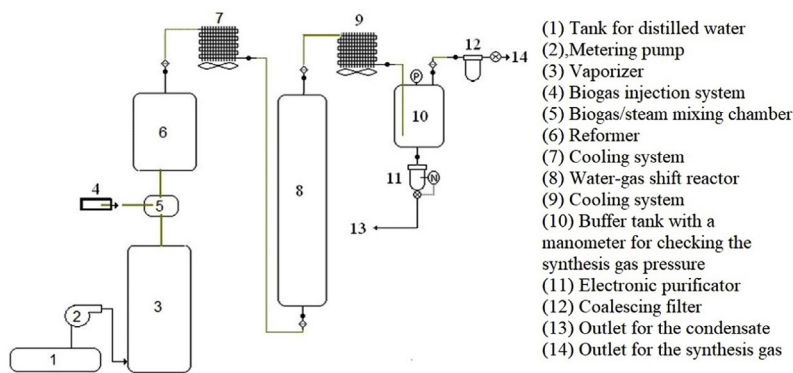 7
9
12
14
P
10
6
11
N
4
5
8
13
3
2
1
(1) Tank for distilled water
(2),Metering pump
(3) Vaporizer
(4) Biogas injection system
(5) Biogas/steam mixing chamber
(6) Reformer
(7) Cooling system
(8) Water-gas shift reactor
(9) Cooling system
(10) Buffer tank with a
manometer for checking the
synthesis gas pressure
(11) Electronic purificator
(12) Coalescing filter
(13) Outlet for the condensate
(14) Outlet for the synthesis gas